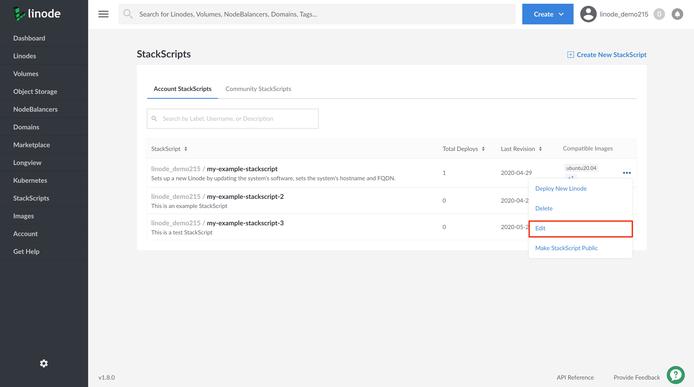 linode
Search for Linodes, Volumes, NodeBalancers, Domains, Tags...
Create
linode_demo215
0
Dashboard
Linodes
Volumes
Object Storage
NodeBalancers
Domains
Marketplace
Longview
Kubernetes
StackScripts
Images
Account
Get Help
StackScripts
Create New StackScript
Account StackScripts
Community StackScripts
Search by Label, Username, or Description
StackScript
Total Deploys
Last Revision
Compatible Images
linode_demo215 / my-example-stackscript
Sets up a new Linode by updating the system's software, sets the system's hostname and FQDN.
1
2020-04-29
ubuntu20.04
linode_demo215 / my-example-stackscript-2
This is an example StackScript
0
2020-04-2
linode_demo215 / my-example-stackscript-3
This is a test StackScript
0
2020-05-2
Deploy New Linode
Delete
Edit
Make StackScript Public
v1.8.0
API Reference
Provide Feedback
?